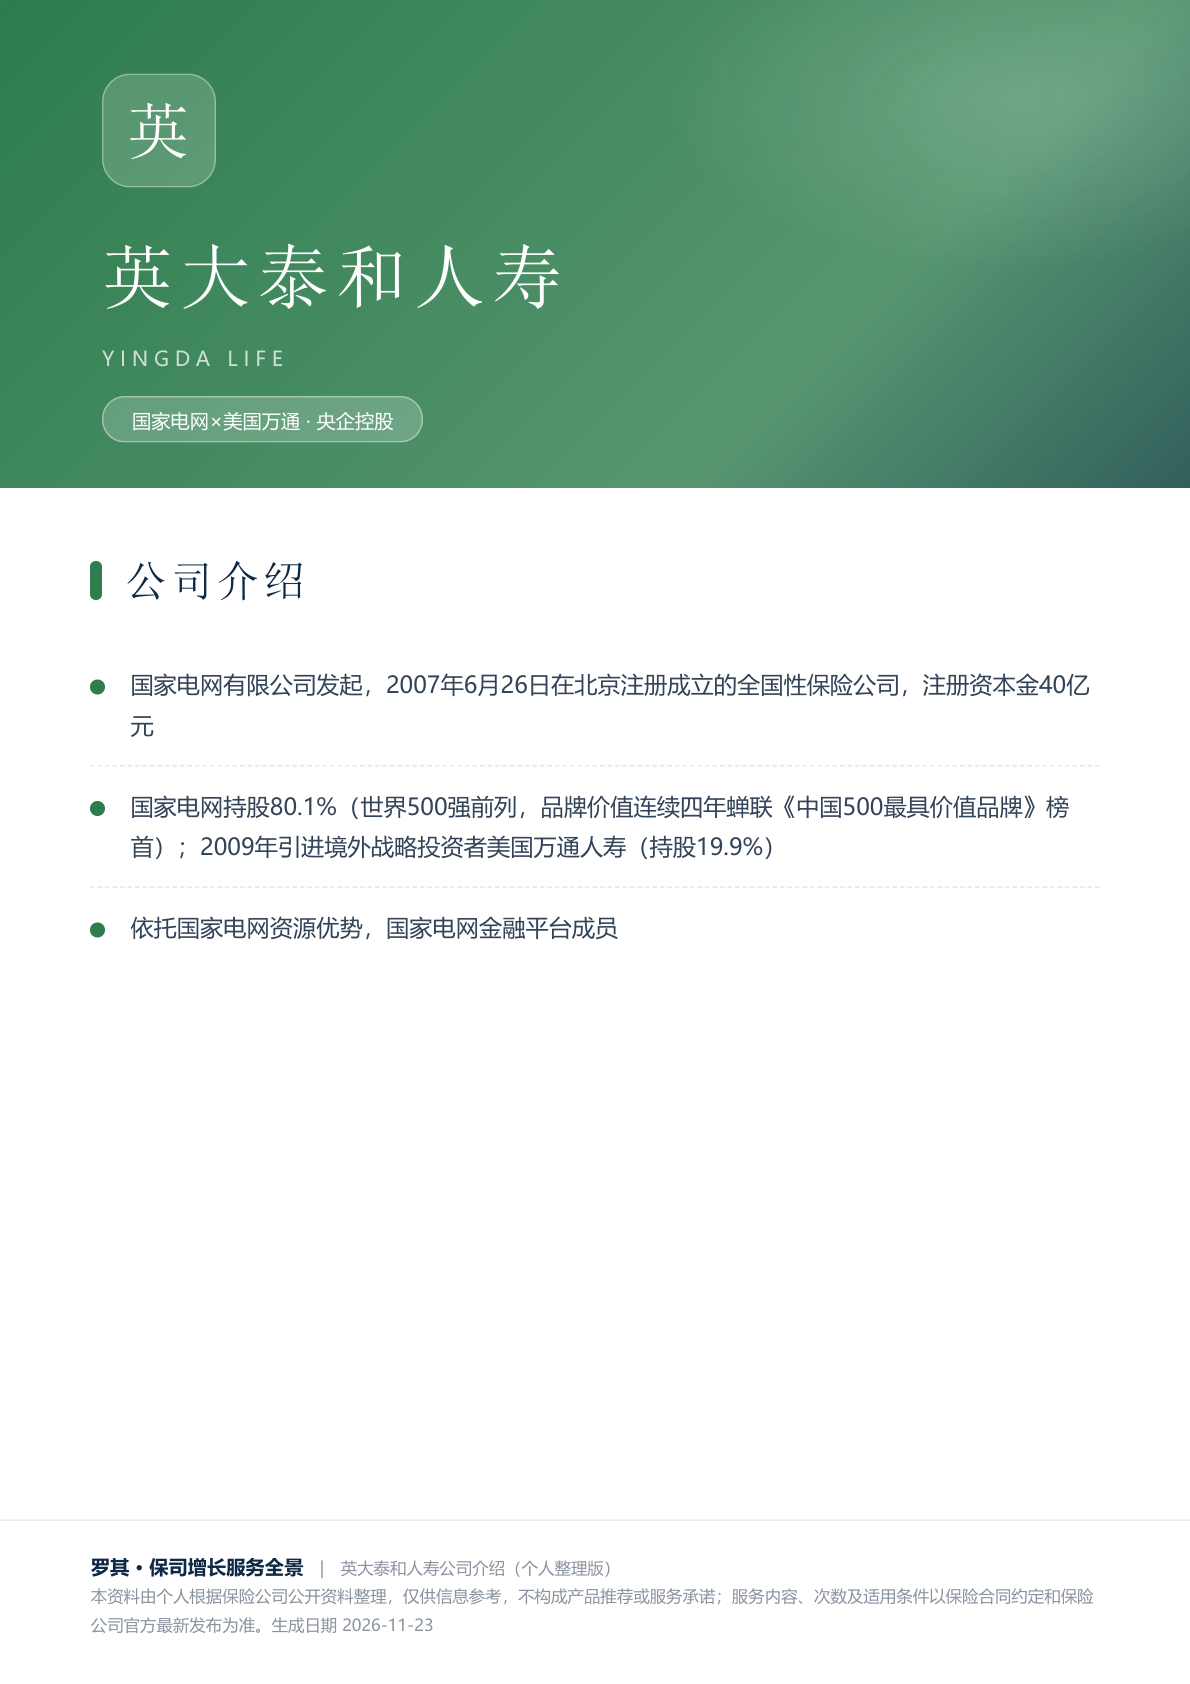 英
英大泰和人寿
YINGDA LIFE
国家电网×美国万通 · 央企控股
公司介绍
国家电网有限公司发起，2007年6月26日在北京注册成立的全国性保险公司，注册资本金40亿
元
国家电网持股80.1%（世界500强前列，品牌价值连续四年蝉联《中国500最具价值品牌》榜
首）；2009年引进境外战略投资者美国万通人寿（持股19.9%）
依托国家电网资源优势，国家电网金融平台成员
罗其 • 保司增长服务全景 | 英大泰和人寿公司介绍（个人整理版）
本资料由个人根据保险公司公开资料整理，仅供信息参考，不构成产品推荐或服务承诺；服务内容、次数及适用条件以保险合同约定和保险
公司官方最新发布为准。生成日期 2026-11-23